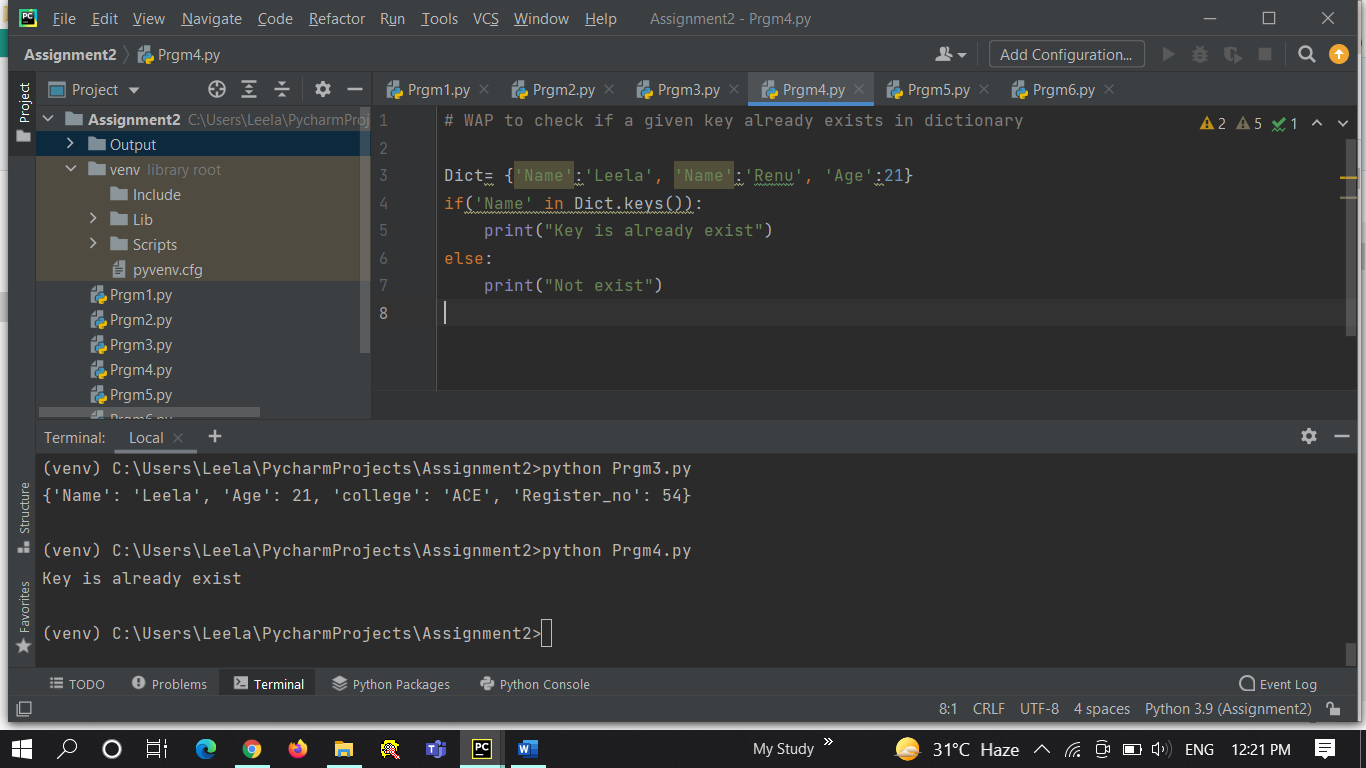 File Edit View Navigate Code Refactor Run Tools VCS Window Help Assignment2 - Prgm4.py
Assignment2 Prgm4.py Add Configuration...
Project Prgm1.py Prgm2.py Prgm3.py Prgm4.py Prgm5.py Prgm6.py
Project
Assignment2 C:\Users\Leela\PycharmProj
Output
venv library root
Include
Lib
Scripts
pyvenv.cfg
Prgm1.py
Prgm2.py
Prgm3.py
Prgm4.py
Prgm5.py
Prgm6.py
1 # WAP to check if a given key already exists in dictionary
2 5 1
2
3 Dict= {'Name':'Leela', 'Name':'Renu', 'Age':21}
4 if('Name' in Dict.keys()):
5 print("Key is already exist")
6 else:
7 print("Not exist")
8
Terminal: Local
(venv) C:\Users\Leela\PycharmProjects\Assignment2>python Prgm3.py
{'Name': 'Leela', 'Age': 21, 'college': 'ACE', 'Register_no': 54}
(venv) C:\Users\Leela\PycharmProjects\Assignment2>python Prgm4.py
Key is already exist
(venv) C:\Users\Leela\PycharmProjects\Assignment2>
Structure
Favorites
TODO Problems Terminal Python Packages Python Console Event Log
8:1 CRLF UTF-8 4 spaces Python 3.9 (Assignment2)
PC W My Study 31°C Haze ENG 12:21 PM